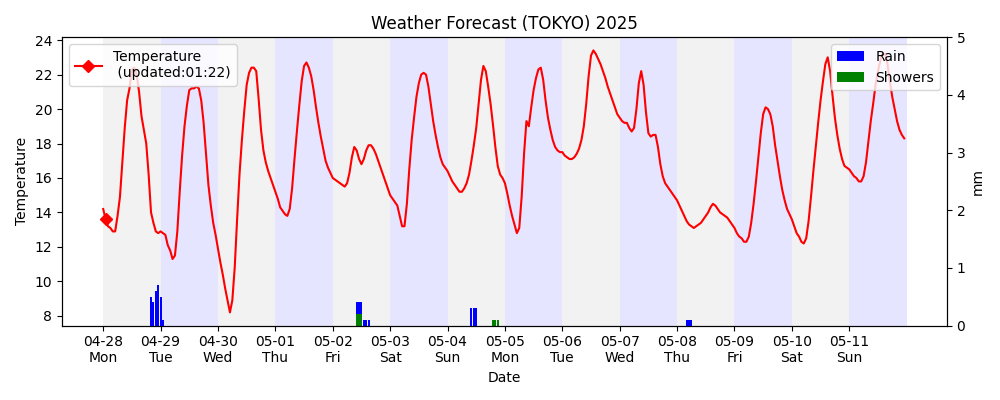 Weather Forecast (TOKYO) 2025
Temperature
(updated:01:22)
Rain
Showers
24
22
20
18
16
14
12
10
8
Temperature
5
4
3
2
1
0
mm
04-28 04-29 04-30 05-01 05-02 05-03 05-04 05-05 05-06 05-07 05-08 05-09 05-10 05-11
Mon Tue Wed Thu Fri Sat Sun Mon Tue Wed Thu Fri Sat Sun
Date